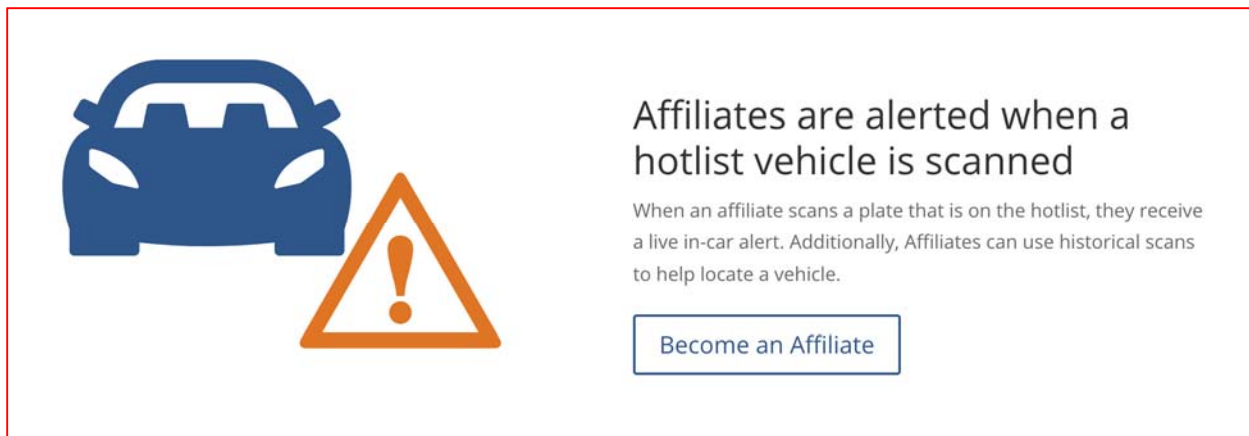 Affiliates are alerted when a
hotlist vehicle is scanned
When an affiliate scans a plate that is on the hotlist, they receive
a live in-car alert. Additionally, Affiliates can use historical scans
to help locate a vehicle.
Become an Affiliate